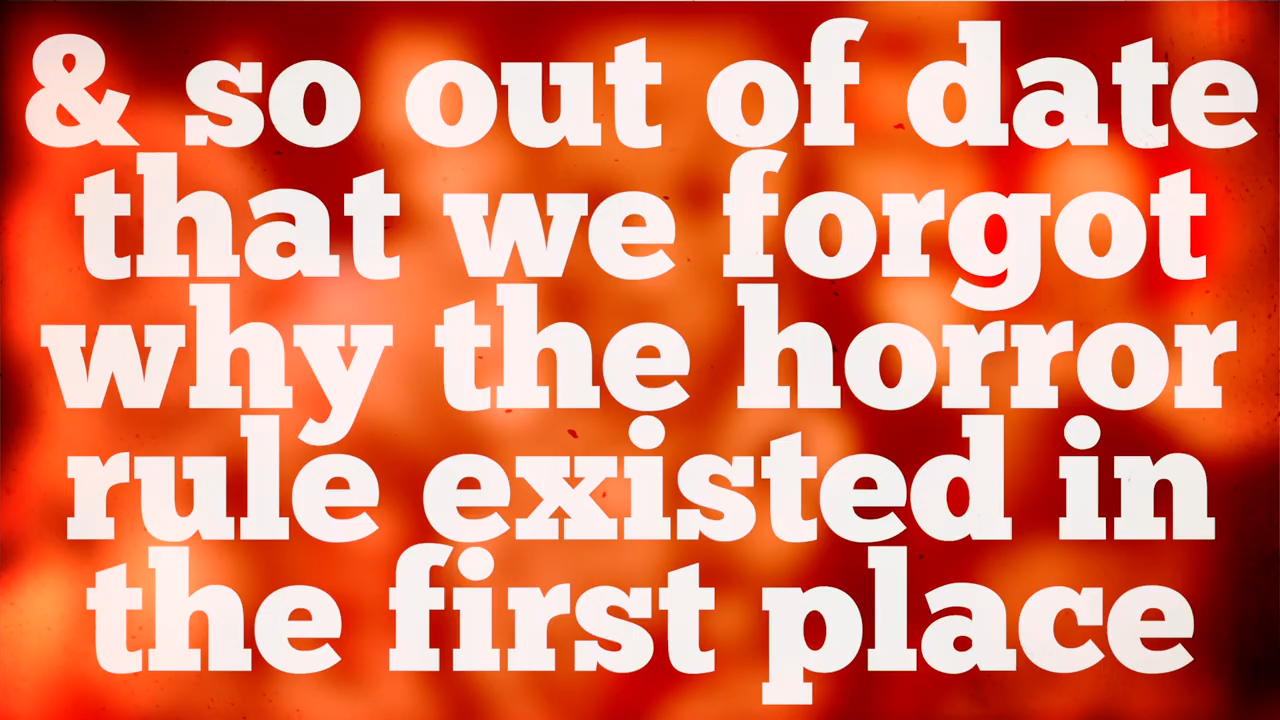 & so out of date
that we forgot
why the horror
rule existed in
the first place